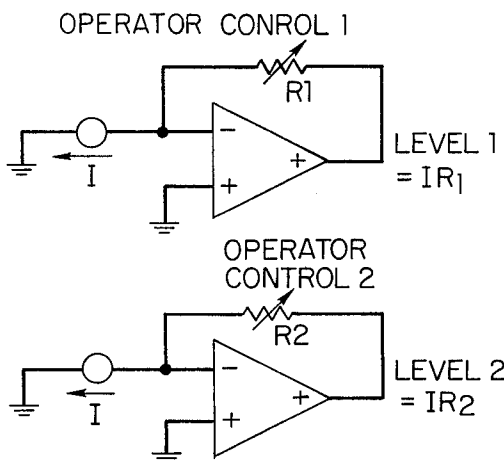 OPERATOR CONROL 1
R1
−
+
+
I
LEVEL 1
= IR₁
OPERATOR
CONTROL 2
R2
−
+
+
I
LEVEL 2
= IR₂